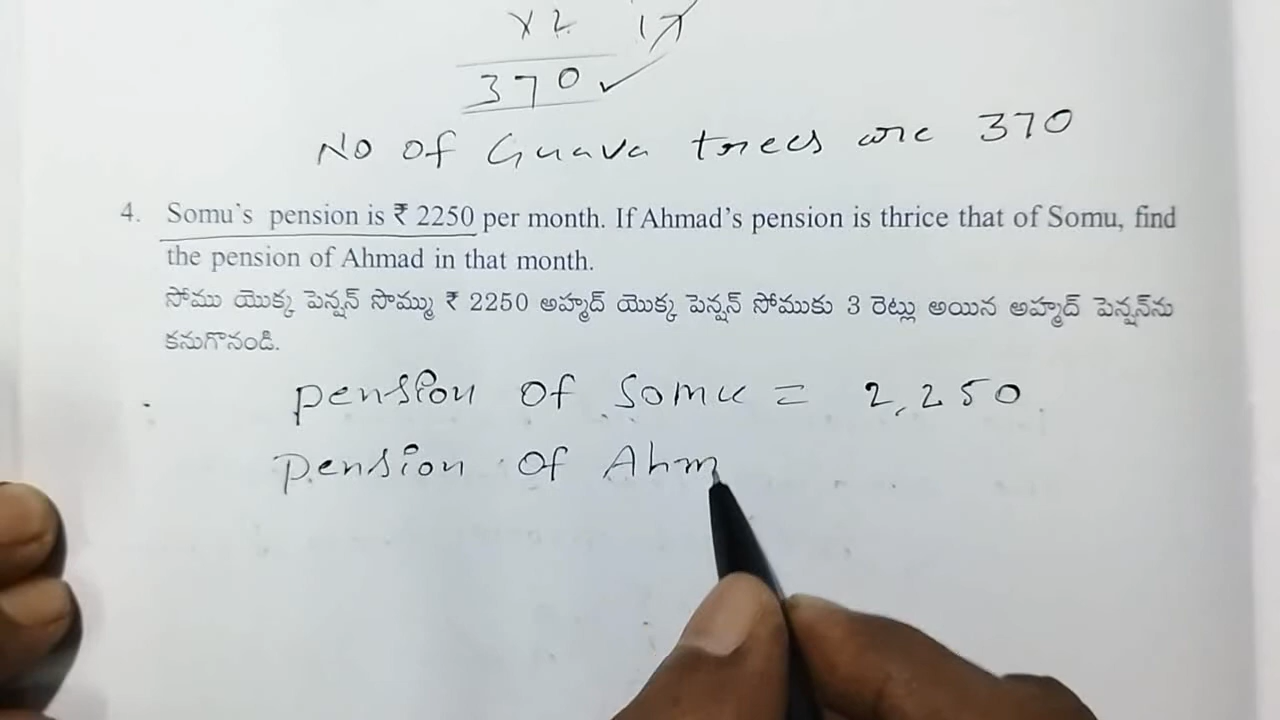 x2 17
370 ✓
No of Guava trees are 370
4. Somu's pension is ₹ 2250 per month. If Ahmad's pension is thrice that of Somu, find
the pension of Ahmad in that month.
సోము యొక్క పెన్షన్ సొమ్ము ₹ 2250 అహ్మద్ యొక్క పెన్షన్ సోముకు 3 రెట్లు అయిన అహ్మద్ పెన్షన్‌ను
కనుగొనండి.
pension of somu = 2,250
pension of Ahm